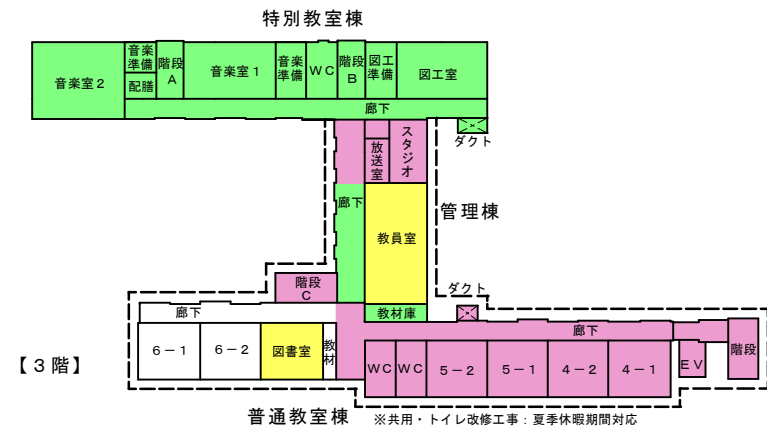 特別教室棟
音楽室２
音楽
準備
配膳
階段
A
音楽室１
音楽
準備
ＷＣ
階段
B
図工
準備
図工室
廊下
ダクト
放送室
スタジオ
廊下
教員室
管理棟
階段
C
教材庫
ダクト
廊下
廊下
【３階】
６－１
６－２
図書室
教材
ＷＣ
ＷＣ
５－２
５－１
４－２
４－１
ＥＶ
階段
普通教室棟
※共用・トイレ改修工事：夏季休暇期間対応